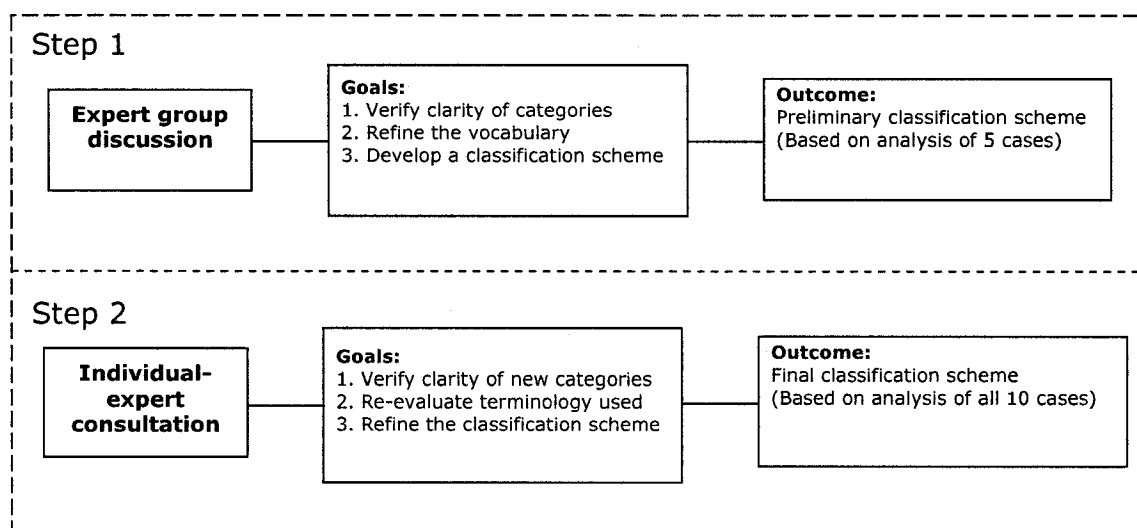 Step 1
Expert group
discussion
Goals:
1. Verify clarity of categories
2. Refine the vocabulary
3. Develop a classification scheme
Outcome:
Preliminary classification scheme
(Based on analysis of 5 cases)
Step 2
Individual-
expert
consultation
Goals:
1. Verify clarity of new categories
2. Re-evaluate terminology used
3. Refine the classification scheme
Outcome:
Final classification scheme
(Based on analysis of all 10 cases)